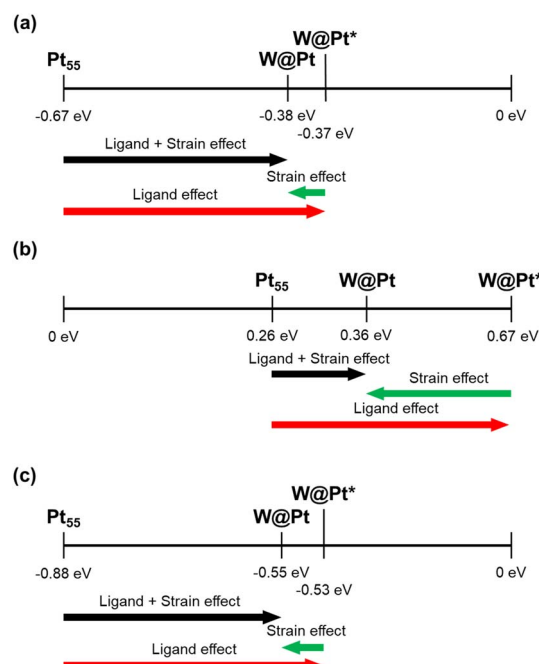 (a)
W@Pt*
Pt₅₅ W@Pt
-0.67 eV -0.38 eV 0 eV
-0.37 eV
Ligand + Strain effect
Strain effect
Ligand effect
(b)
Pt₅₅ W@Pt W@Pt*
0 eV 0.26 eV 0.36 eV 0.67 eV
Ligand + Strain effect
Strain effect
Ligand effect
(c)
W@Pt*
Pt₅₅ W@Pt
-0.88 eV -0.55 eV 0 eV
-0.53 eV
Ligand + Strain effect
Strain effect
Ligand effect